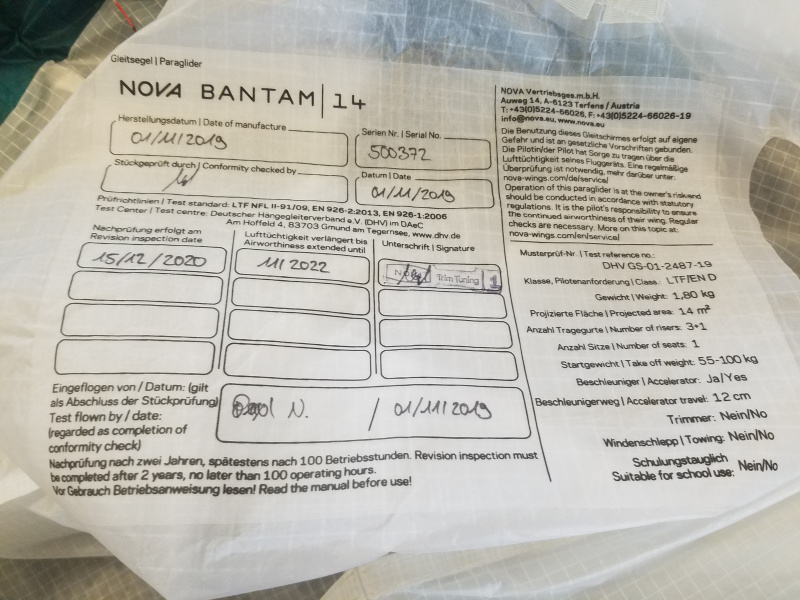 Gleitsegel | Paraglider
NOVA BANTAM | 14
Herstellungsdatum | Date of manufacture
01/11/2019
Serien Nr. | Serial No.
500372
Stückgeprüft durch | Conformity checked by
Datum | Date
01/11/2019
Prüfrichtlinien / Test standard: LTF NFL II-91/09, EN 926-2:2013, EN 926-1:2006
Test Center / Test centre: Deutscher Hängegleiterverband e.V. (DHV) im DAeC
Am Hoffeld 4, 83703 Gmund am Tegernsee, www.dhv.de
Nachprüfung erfolgt am
Revision inspection date
Lufttüchtigkeit verlängert bis
Airworthiness extended until
Unterschrift | Signature
15/12/2020
11/2022
Trim Tuning 1
Eingeflogen von / Datum: (gilt
als Abschluss der Stückprüfung)
Test flown by / date:
(regarded as completion of
conformity check)
N. / 01/11/2019
Nachprüfung nach zwei Jahren, spätestens nach 100 Betriebsstunden. Revision inspection must
be completed after 2 years, no later than 100 operating hours.
Vor Gebrauch Betriebsanweisung lesen! Read the manual before use!
NOVA Vertriebsges.m.b.H.
Auweg 14, A-6123 Terfens / Austria
T: +43(0)5224-66026, F: +43(0)5224-66026-19
info@nova.eu, www.nova.eu
Die Benutzung dieses Gleitschirmes erfolgt auf eigene
Gefahr und ist an gesetzliche Vorschriften gebunden.
Die Pilotin/der Pilot hat Sorge zu tragen über die
Lufttüchtigkeit seines Fluggeräts. Eine regelmäßige
Überprüfung ist notwendig, mehr darüber unter:
nova-wings.com/de/service/
Operation of this paraglider is at the owner's risk and
should be conducted in accordance with statutory
regulations. It is the pilot's responsibility to ensure
the continued airworthiness of their wing. Regular
checks are necessary. More on this topic at:
nova-wings.com/en/service/
Musterprüf-Nr. | Test reference no.:
DHV GS-01-2487-19
Klasse, Pilotenanforderung | Class: LTF/EN D
Gewicht | Weight: 1,80 kg
Projizierte Fläche | Projected area: 14 m²
Anzahl Tragegurte | Number of risers: 3+1
Anzahl Sitze | Number of seats: 1
Startgewicht | Take off weight: 55-100 kg
Beschleuniger | Accelerator: Ja/Yes
Beschleunigerweg | Accelerator travel: 12 cm
Trimmer: Nein/No
Windenschlepp | Towing: Nein/No
Schulungstauglich
Suitable for school use: Nein/No